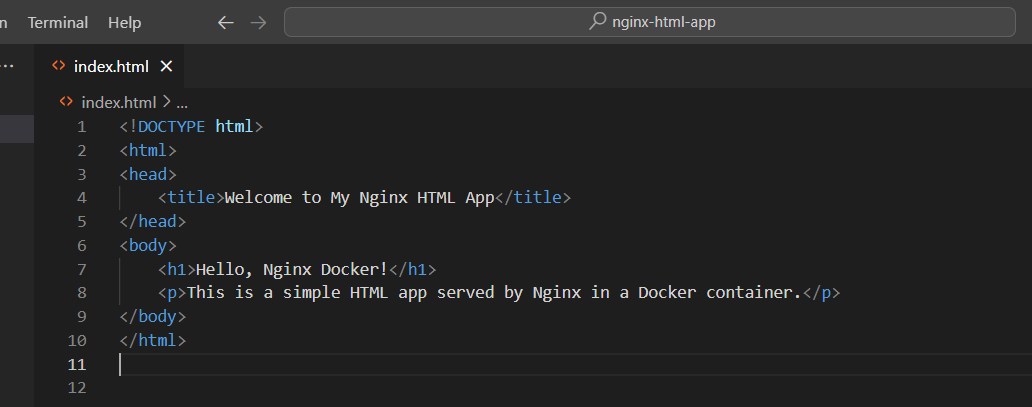 n Terminal Help nginx-html-app
... index.html
index.html > ...
1 <!DOCTYPE html>
2 <html>
3 <head>
4     <title>Welcome to My Nginx HTML App</title>
5 </head>
6 <body>
7     <h1>Hello, Nginx Docker!</h1>
8     <p>This is a simple HTML app served by Nginx in a Docker container.</p>
9 </body>
10 </html>
11
12